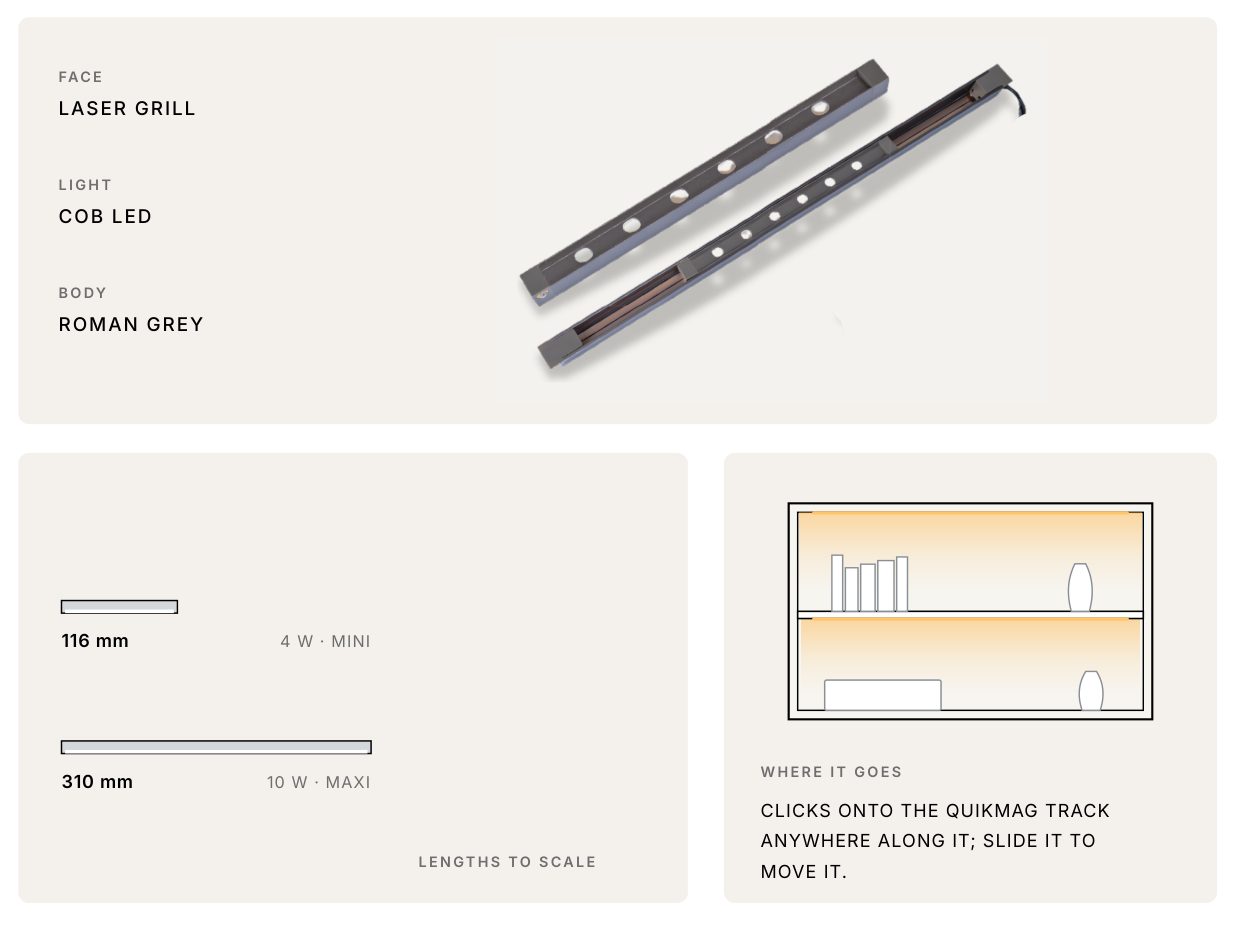 FACE
LASER GRILL
LIGHT
COB LED
BODY
ROMAN GREY
116 mm
4 W · MINI
310 mm
10 W · MAXI
LENGTHS TO SCALE
WHERE IT GOES
CLICKS ONTO THE QUIKMAG TRACK
ANYWHERE ALONG IT; SLIDE IT TO
MOVE IT.